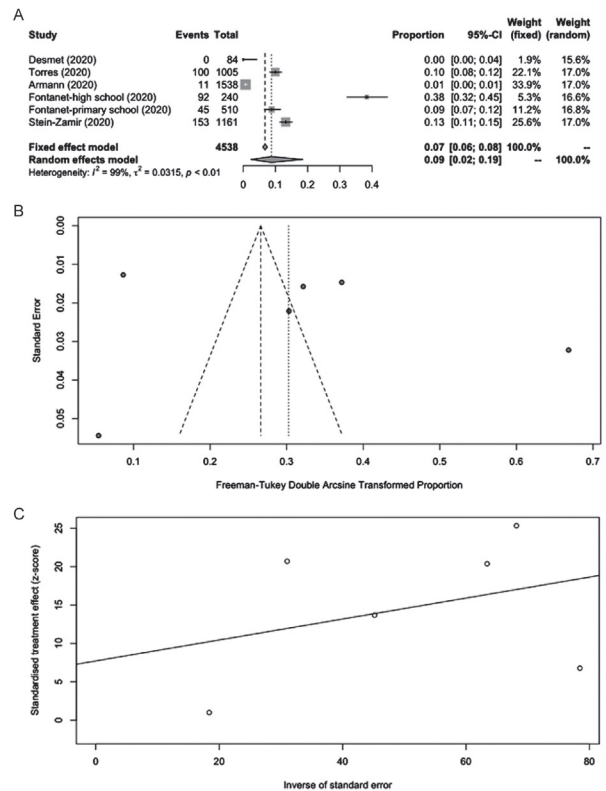 A
Study Events Total Proportion 95%-CI Weight (fixed) Weight (random)
Desmet (2020) 0 84 0.00 [0.00; 0.04] 1.9% 15.6%
Torres (2020) 100 1005 0.10 [0.08; 0.12] 22.1% 17.0%
Armann (2020) 11 1538 0.01 [0.00; 0.01] 33.9% 17.0%
Fontanet-high school (2020) 92 240 0.38 [0.32; 0.45] 5.3% 16.6%
Fontanet-primary school (2020) 45 510 0.09 [0.07; 0.12] 11.2% 16.8%
Stein-Zamir (2020) 153 1161 0.13 [0.11; 0.15] 25.6% 17.0%
Fixed effect model 4538 0.07 [0.06; 0.08] 100.0% --
Random effects model 0.09 [0.02; 0.19] -- 100.0%
Heterogeneity: I² = 99%, τ² = 0.0315, p < 0.01
0 0.1 0.2 0.3 0.4
B
Standard Error
0.00
0.01
0.02
0.03
0.04
0.05
0.1 0.2 0.3 0.4 0.5 0.6 0.7
Freeman-Tukey Double Arcsine Transformed Proportion
C
Standardised treatment effect (z-score)
25
20
15
10
5
0
0 20 40 60 80
Inverse of standard error